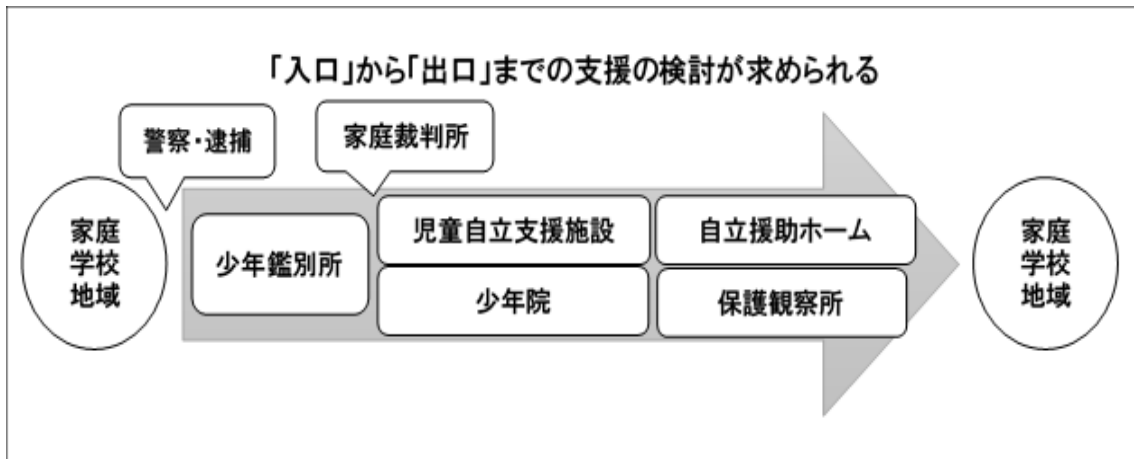 「入口」から「出口」までの支援の検討が求められる
警察・逮捕
家庭裁判所
家庭
学校
地域
少年鑑別所
児童自立支援施設
自立援助ホーム
少年院
保護観察所
家庭
学校
地域